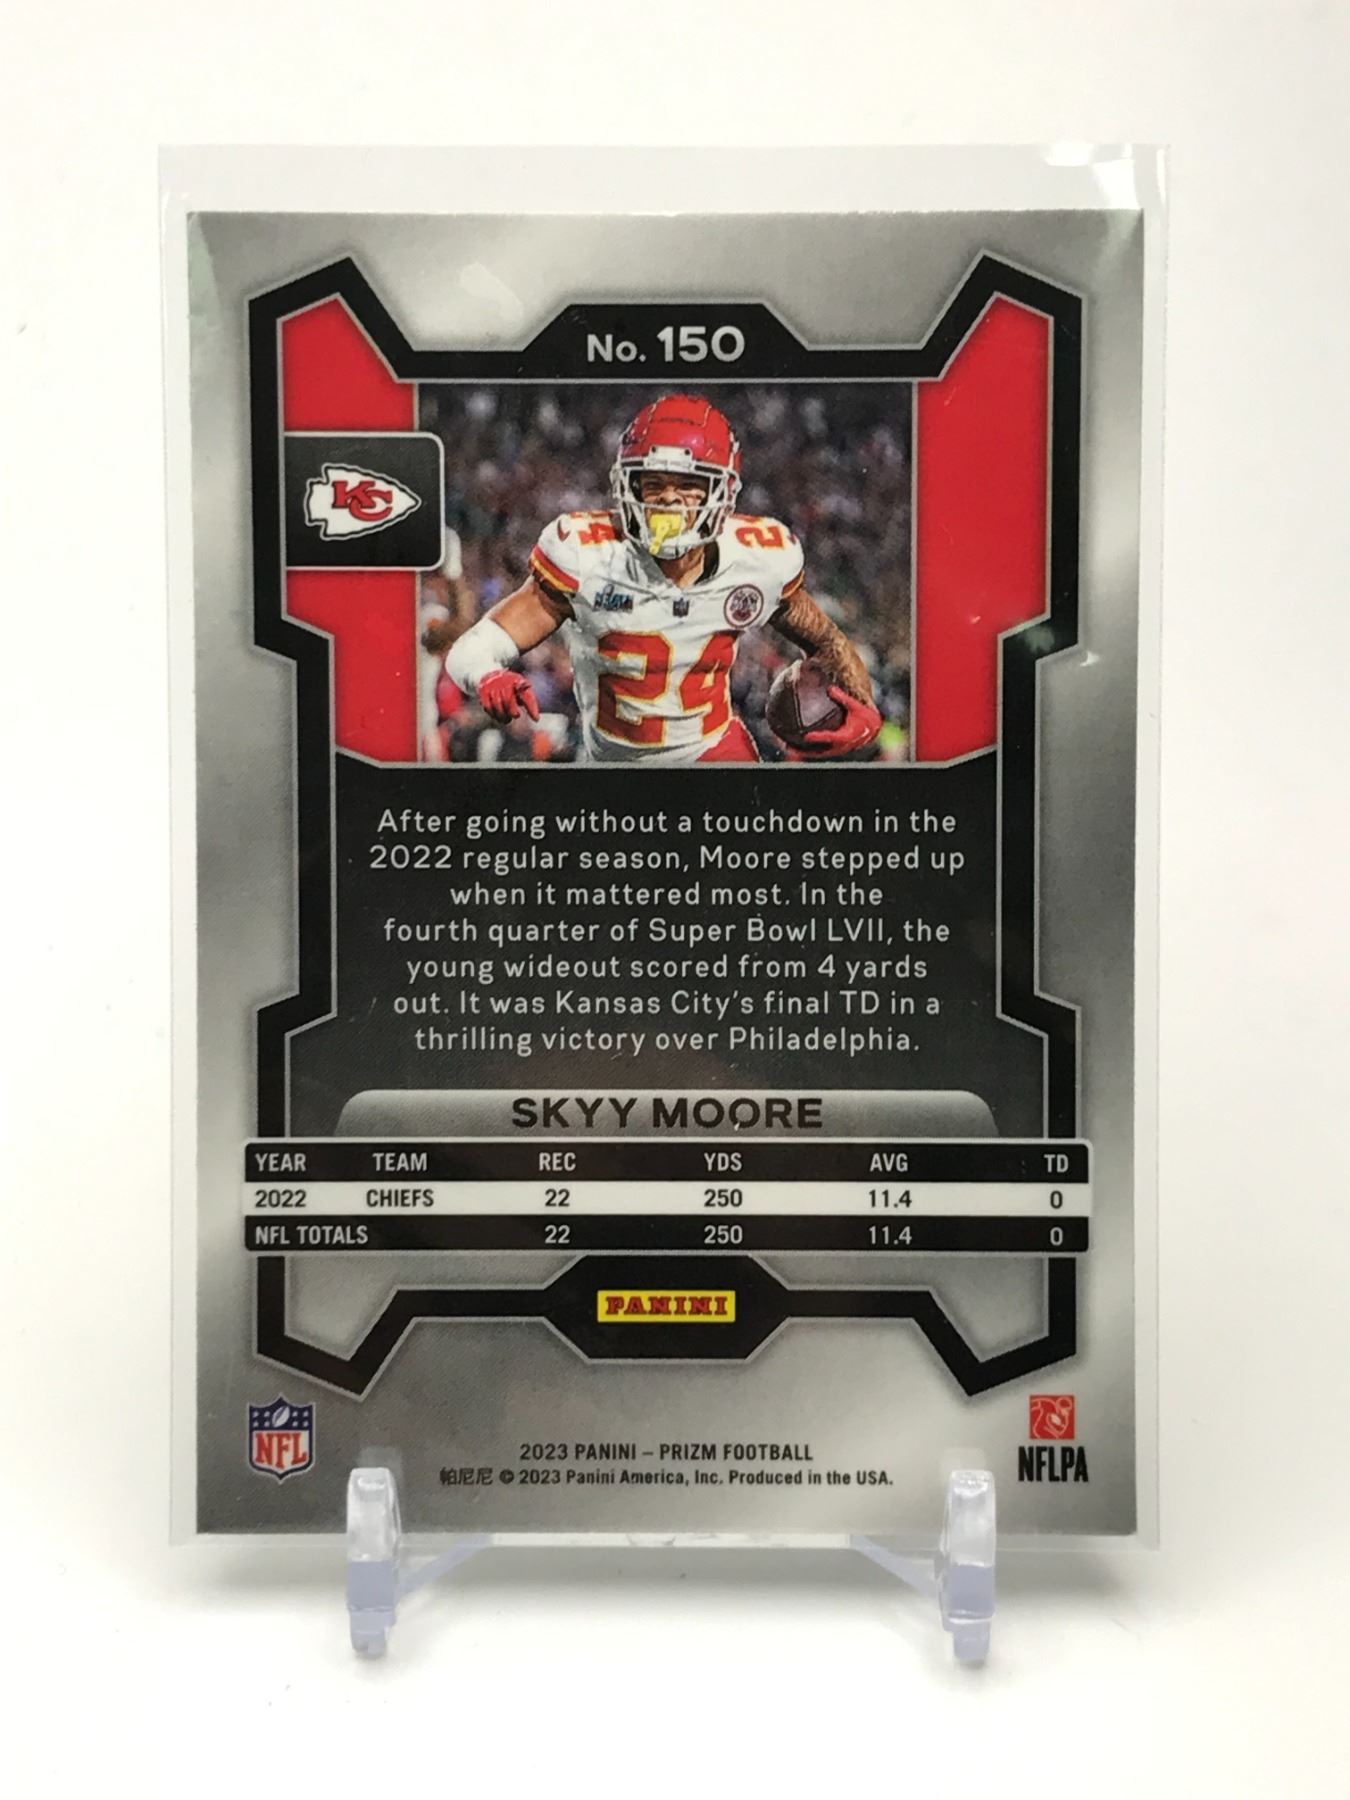 No. 150
KC
24
24
24
After going without a touchdown in the
2022 regular season, Moore stepped up
when it mattered most. In the
fourth quarter of Super Bowl LVII, the
young wideout scored from 4 yards
out. It was Kansas City's final TD in a
thrilling victory over Philadelphia.
SKYY MOORE
YEAR TEAM REC YDS AVG TD
2022 CHIEFS 22 250 11.4 0
NFL TOTALS 22 250 11.4 0
PANINI
NFL
NFLPA
2023 PANINI – PRIZM FOOTBALL
帕尼尼 © 2023 Panini America, Inc. Produced in the USA.